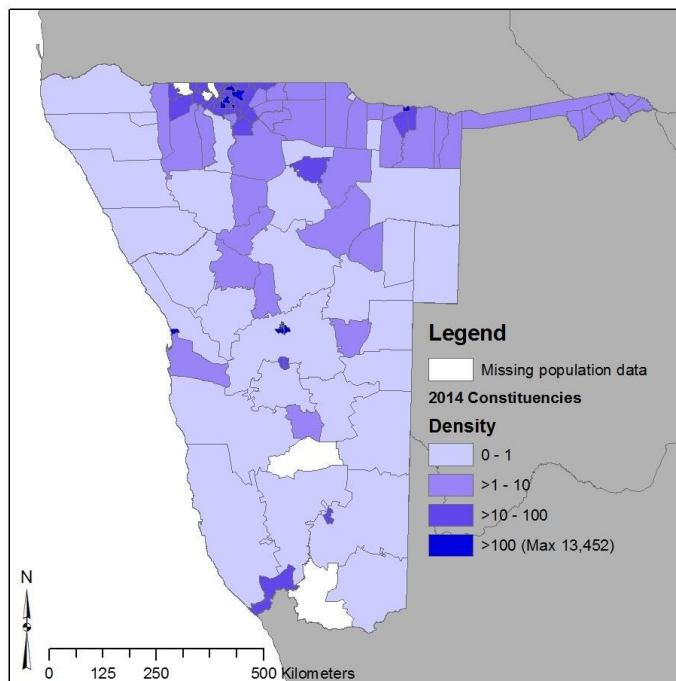 Legend
Missing population data
2014 Constituencies
Density
0 - 1
>1 - 10
>10 - 100
>100 (Max 13,452)
N
0 125 250 500 Kilometers